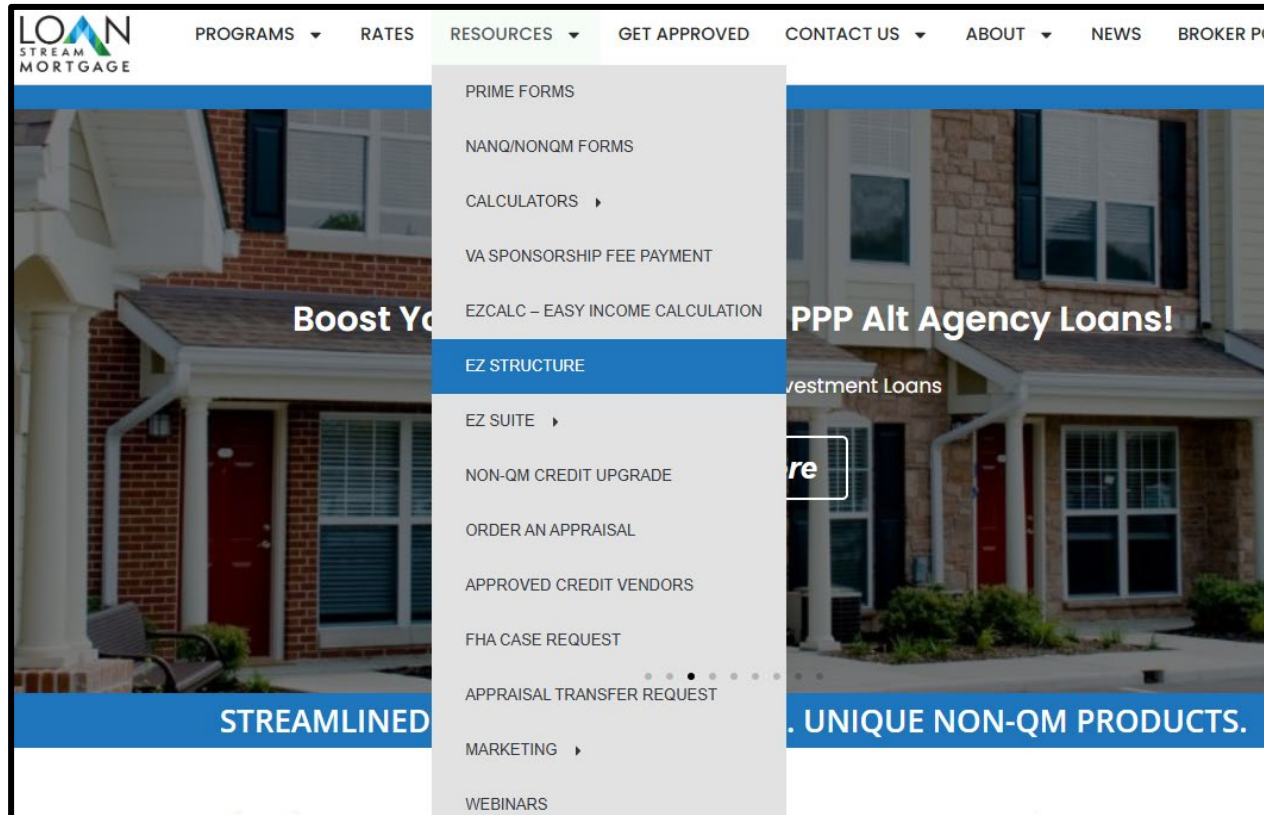 LOAN
STREAM
MORTGAGE
PROGRAMS RATES RESOURCES GET APPROVED CONTACT US ABOUT NEWS BROKER
PRIME FORMS
NANQ/NONQM FORMS
CALCULATORS
VA SPONSORSHIP FEE PAYMENT
Boost EZCALC – EASY INCOME CALCULATION PPP Alt Agency Loans!
EZ STRUCTURE
Loans
EZ SUITE
NON-QM CREDIT UPGRADE
ORDER AN APPRAISAL
APPROVED CREDIT VENDORS
FHA CASE REQUEST
APPRAISAL TRANSFER REQUEST
STREAMLINED . UNIQUE NON-QM PRODUCTS.
MARKETING
WEBINARS